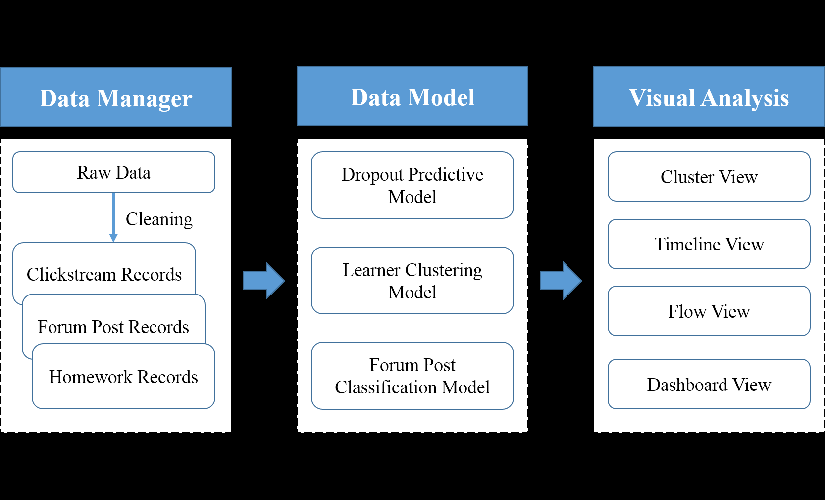 Data Manager
Raw Data
Cleaning
Clickstream Records
Forum Post Records
Homework Records
Data Model
Dropout Predictive
Model
Learner Clustering
Model
Forum Post
Classification Model
Visual Analysis
Cluster View
Timeline View
Flow View
Dashboard View